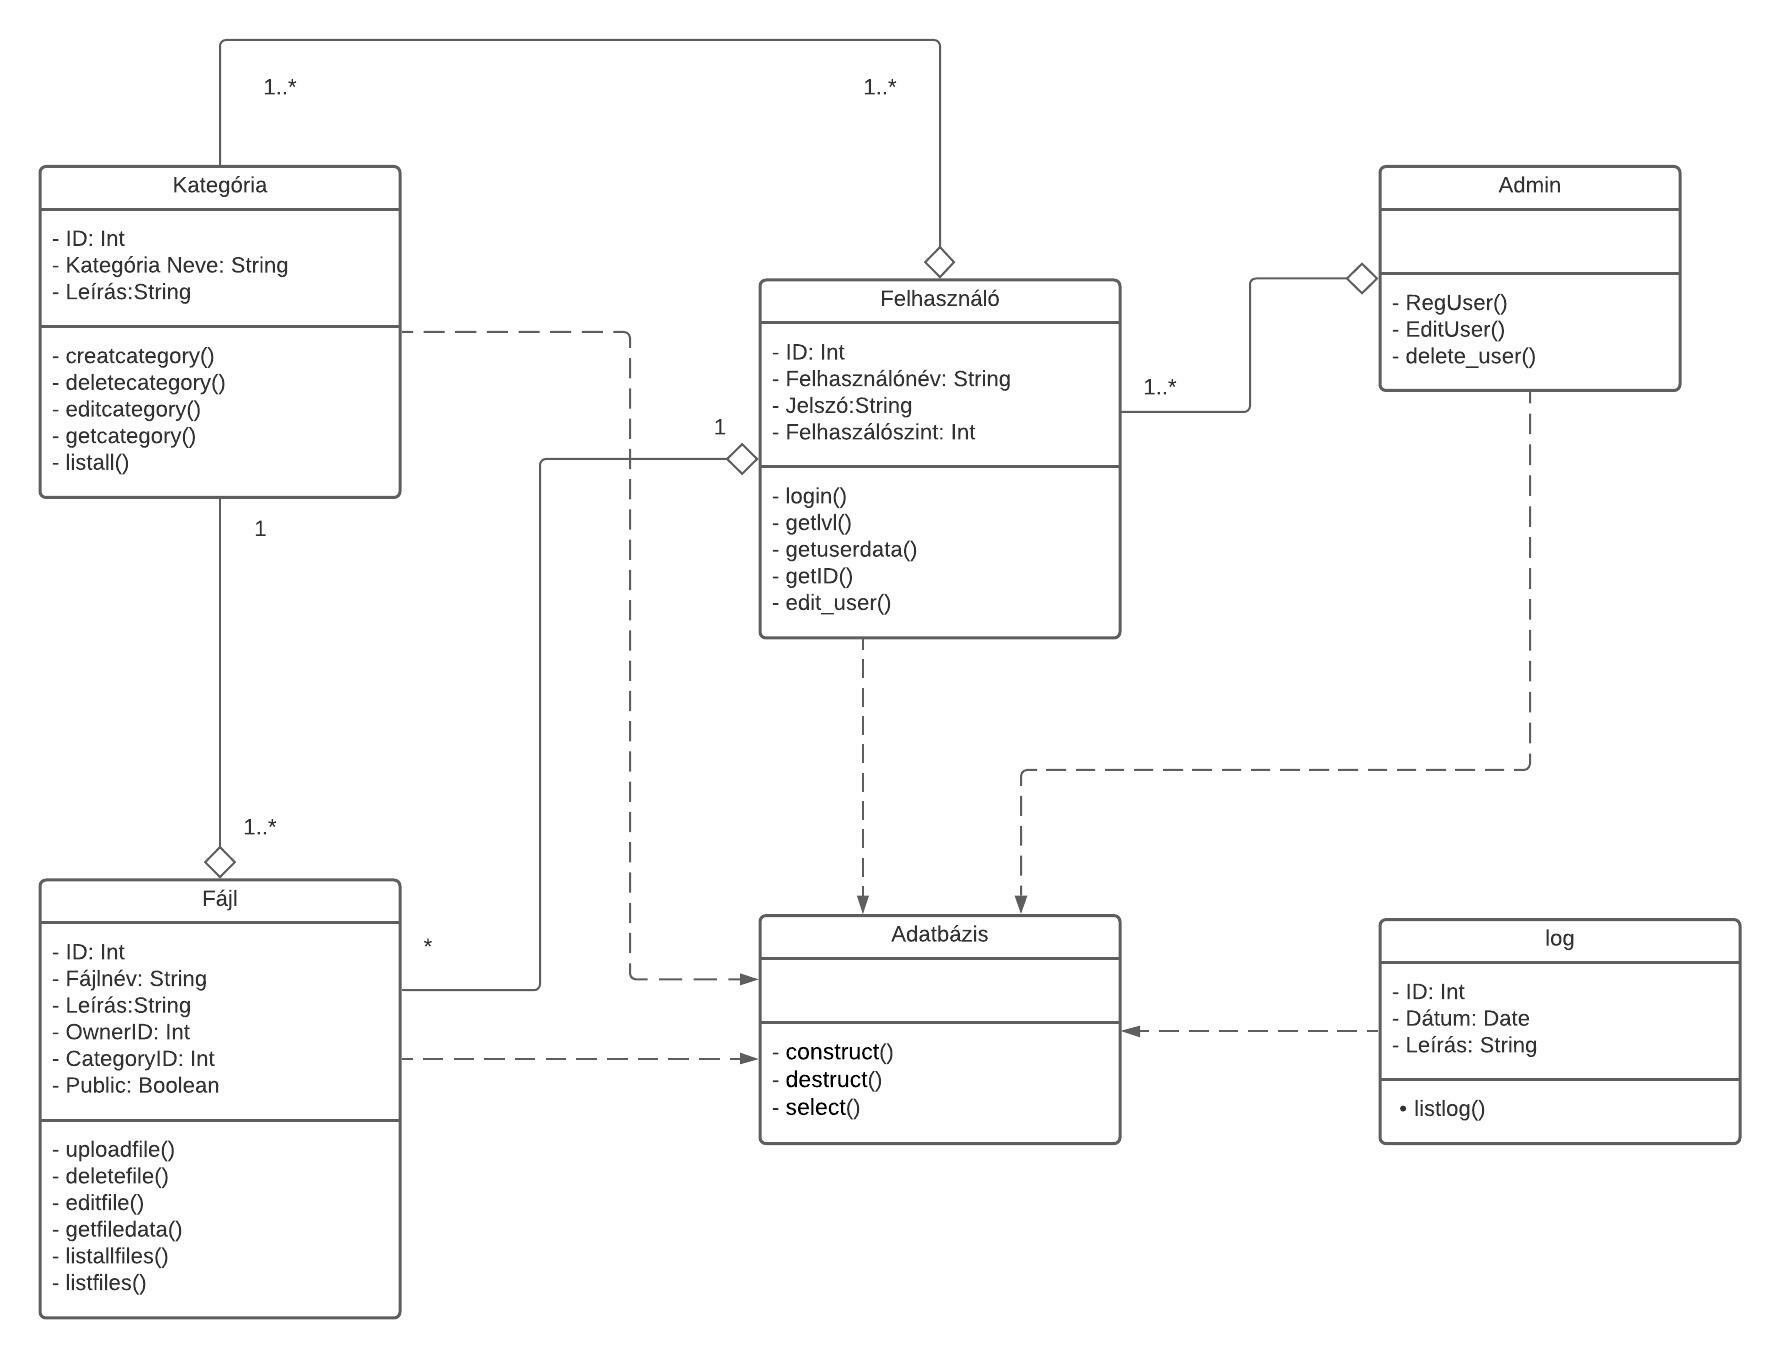 1..*
1..*
Kategória
- ID: Int
- Kategória Neve: String
- Leírás:String
- creatcategory()
- deletecategory()
- editcategory()
- getcategory()
- listall()
Admin
- RegUser()
- EditUser()
- delete_user()
Felhasználó
- ID: Int
- Felhasználónév: String
- Jelszó:String
- Felhaszálószint: Int
- login()
- getlvl()
- getuserdata()
- getID()
- edit_user()
1..*
1
1
1..*
Fájl
- ID: Int
- Fájlnév: String
- Leírás:String
- OwnerID: Int
- CategoryID: Int
- Public: Boolean
- uploadfile()
- deletefile()
- editfile()
- getfiledata()
- listallfiles()
- listfiles()
*
Adatbázis
- construct()
- destruct()
- select()
log
- ID: Int
- Dátum: Date
- Leírás: String
• listlog()